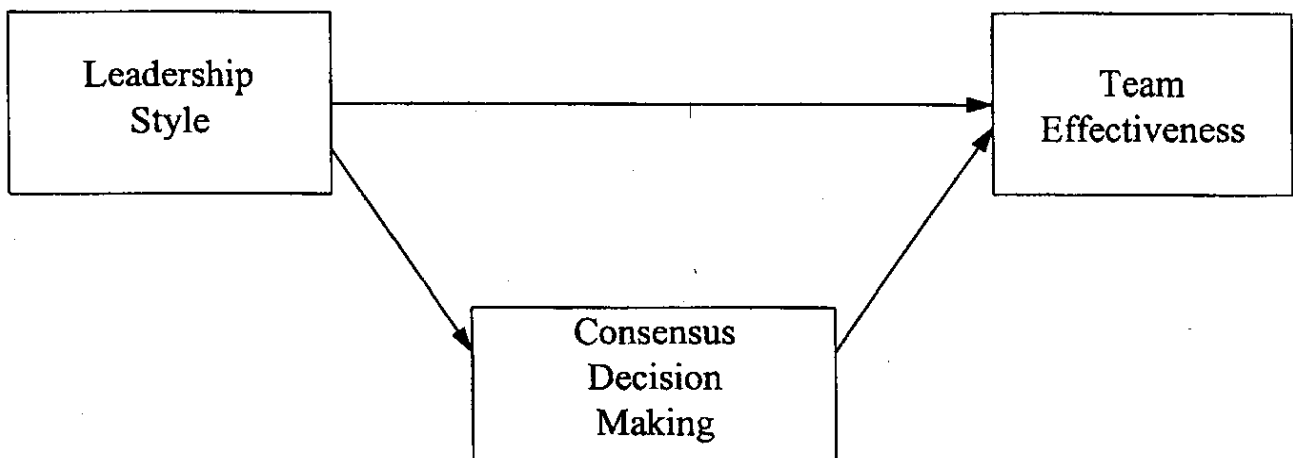 Leadership
Style
Team
Effectiveness
Consensus
Decision
Making